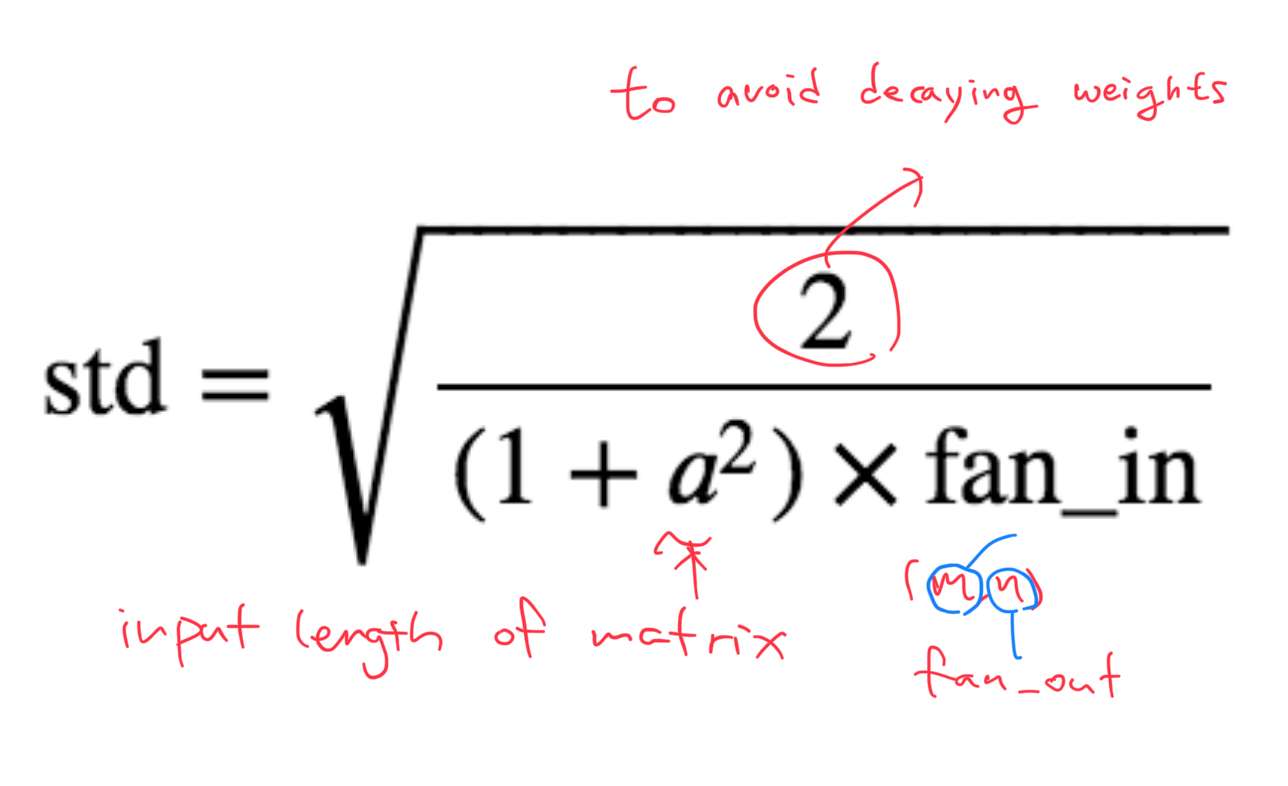 to avoid decaying weights
std = √(2 / ((1 + a²) × fan_in))
(m, n)
input length of matrix
fan_out